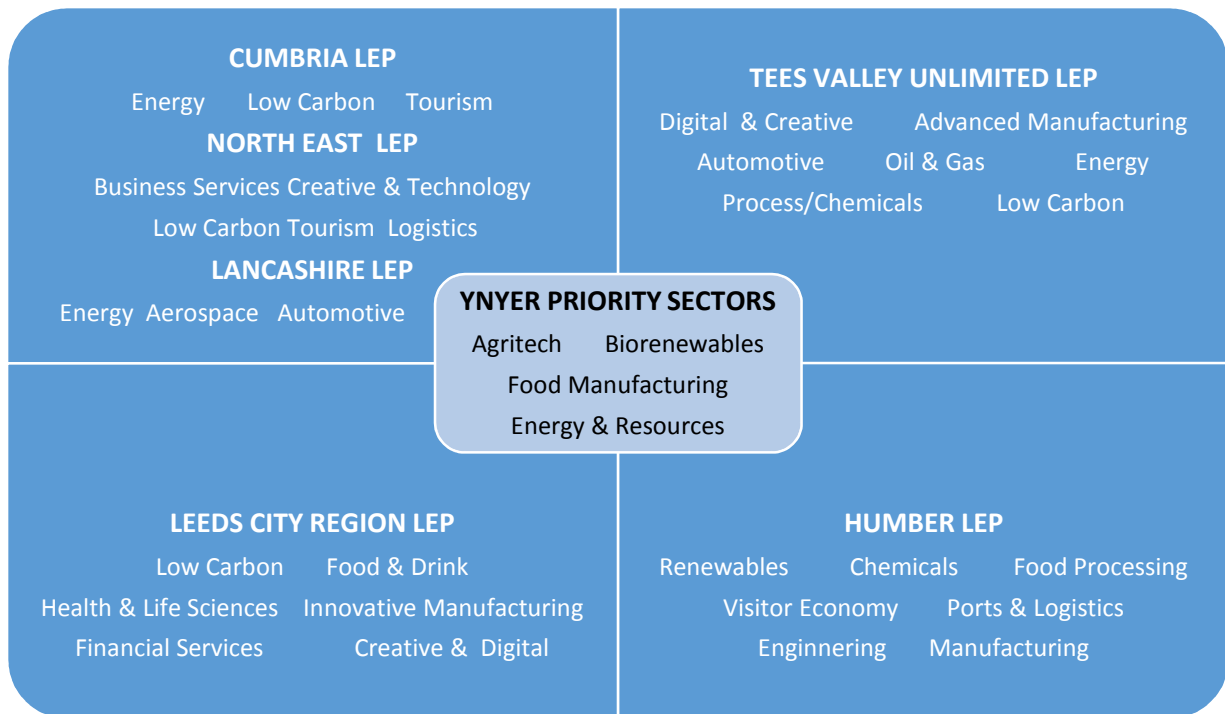 CUMBRIA LEP
Energy Low Carbon Tourism
NORTH EAST LEP
Business Services Creative & Technology
Low Carbon Tourism Logistics
LANCASHIRE LEP
Energy Aerospace Automotive
TEES VALLEY UNLIMITED LEP
Digital & Creative Advanced Manufacturing
Automotive Oil & Gas Energy
Process/Chemicals Low Carbon
YNYER PRIORITY SECTORS
Agritech Biorenewables
Food Manufacturing
Energy & Resources
LEEDS CITY REGION LEP
Low Carbon Food & Drink
Health & Life Sciences Innovative Manufacturing
Financial Services Creative & Digital
HUMBER LEP
Renewables Chemicals Food Processing
Visitor Economy Ports & Logistics
Enginnering Manufacturing